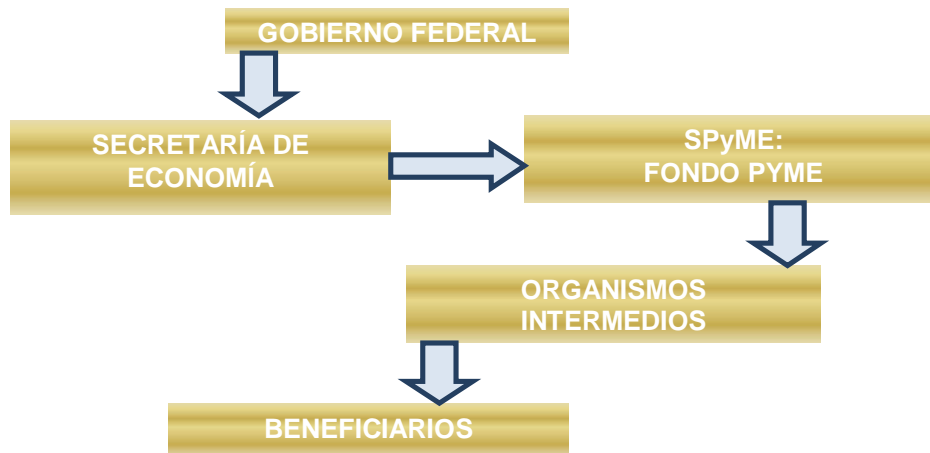 GOBIERNO FEDERAL
SECRETARÍA DE
ECONOMÍA
SPyME:
FONDO PYME
ORGANISMOS
INTERMEDIOS
BENEFICIARIOS